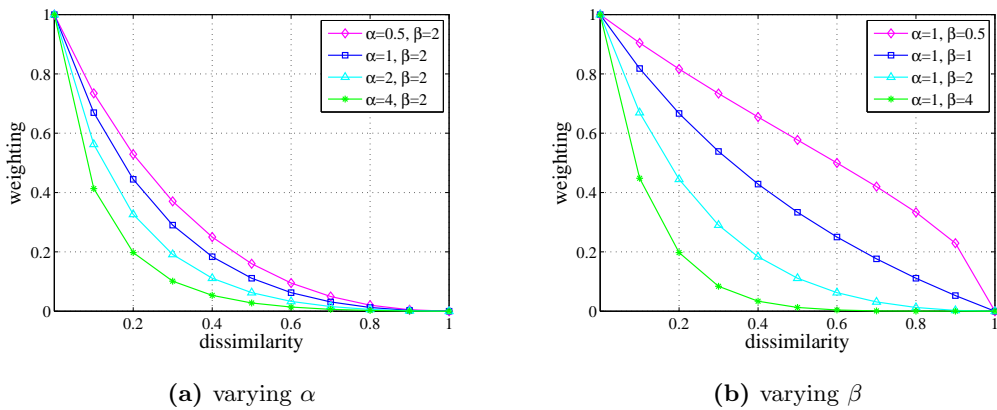 1
0.8
0.6
0.4
0.2
0
weighting
0.2 0.4 0.6 0.8 1
dissimilarity
α=0.5, β=2
α=1, β=2
α=2, β=2
α=4, β=2
(a) varying α
1
0.8
0.6
0.4
0.2
0
weighting
0.2 0.4 0.6 0.8 1
dissimilarity
α=1, β=0.5
α=1, β=1
α=1, β=2
α=1, β=4
(b) varying β